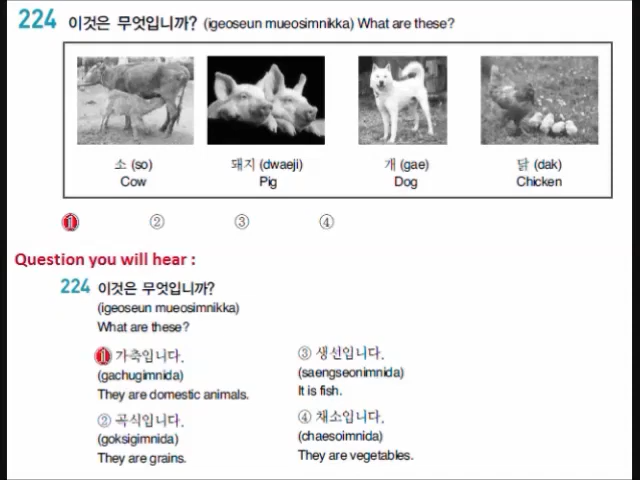 224 이것은 무엇입니까? (igeoseun mueosimnikka) What are these?
소 (so) 돼지 (dwaeji) 개 (gae) 닭 (dak)
Cow Pig Dog Chicken
① ② ③ ④
Question you will hear :
224 이것은 무엇입니까?
(igeoseun mueosimnikka)
What are these?
① 가축입니다.
(gachugimnida)
They are domestic animals.
② 곡식입니다.
(goksigimnida)
They are grains.
③ 생선입니다.
(saengseonimnida)
It is fish.
④ 채소입니다.
(chaesoimnida)
They are vegetables.